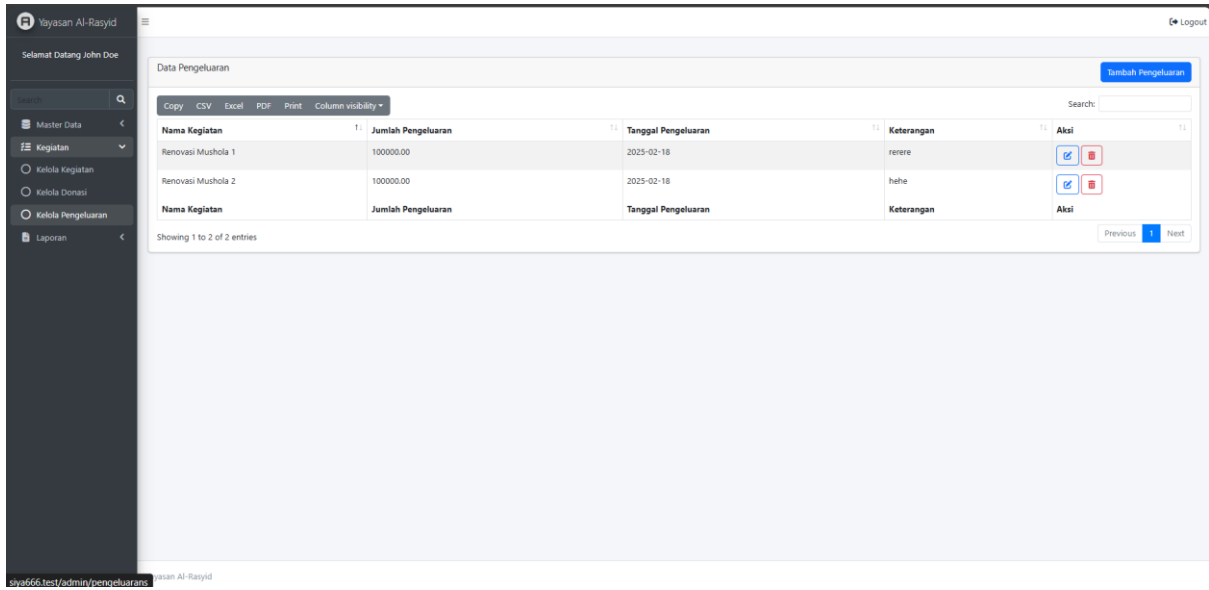 Yayasan Al-Rasyid
Logout
Selamat Datang John Doe
Search
Master Data
Kegiatan
Kelola Kegiatan
Kelola Donasi
Kelola Pengeluaran
Laporan
Data Pengeluaran
Tambah Pengeluaran
Copy CSV Excel PDF Print Column visibility
Search:
Nama Kegiatan Jumlah Pengeluaran Tanggal Pengeluaran Keterangan Aksi
Renovasi Mushola 1 100000.00 2025-02-18 rerere
Renovasi Mushola 2 100000.00 2025-02-18 hehe
Nama Kegiatan Jumlah Pengeluaran Tanggal Pengeluaran Keterangan Aksi
Showing 1 to 2 of 2 entries
Previous 1 Next
yasan Al-Rasyid
siya666.test/admin/pengeluarans